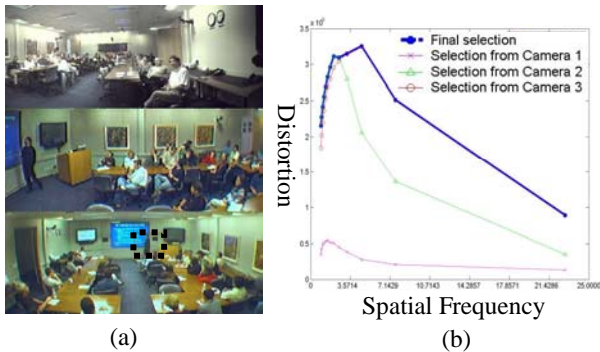 3.5 x 10^5
Final selection
Selection from Camera 1
Selection from Camera 2
Selection from Camera 3
3
2.5
2
1.5
1
0.5
0
Distortion
0 3.5714 7.1429 10.7143 14.2857 17.8571 21.4286 25.0000
Spatial Frequency
(a) (b)